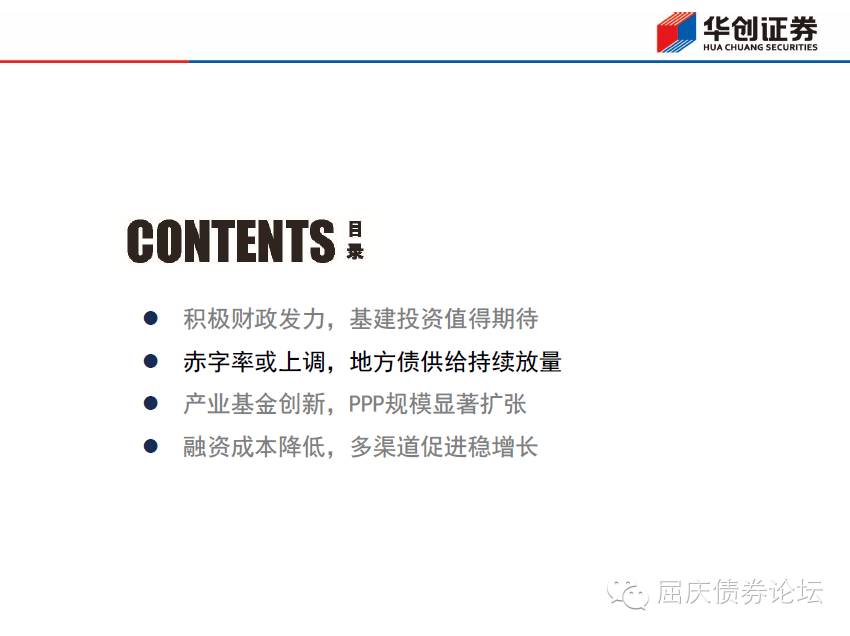 华创证券
HUA CHUANG SECURITIES
CONTENTS 目录
积极财政发力，基建投资值得期待
赤字率或上调，地方债供给持续放量
产业基金创新，PPP规模显著扩张
融资成本降低，多渠道促进稳增长
屈庆债券论坛